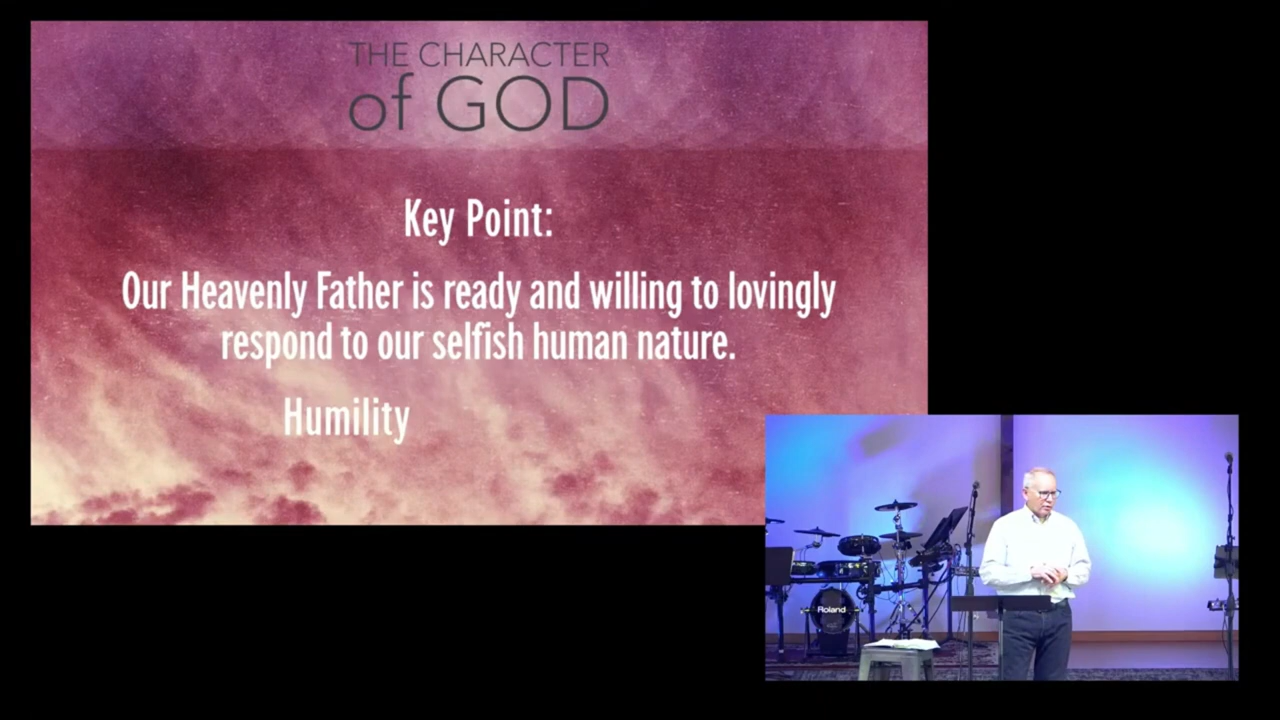 THE CHARACTER
of GOD
Key Point:
Our Heavenly Father is ready and willing to lovingly
respond to our selfish human nature.
Humility
Roland